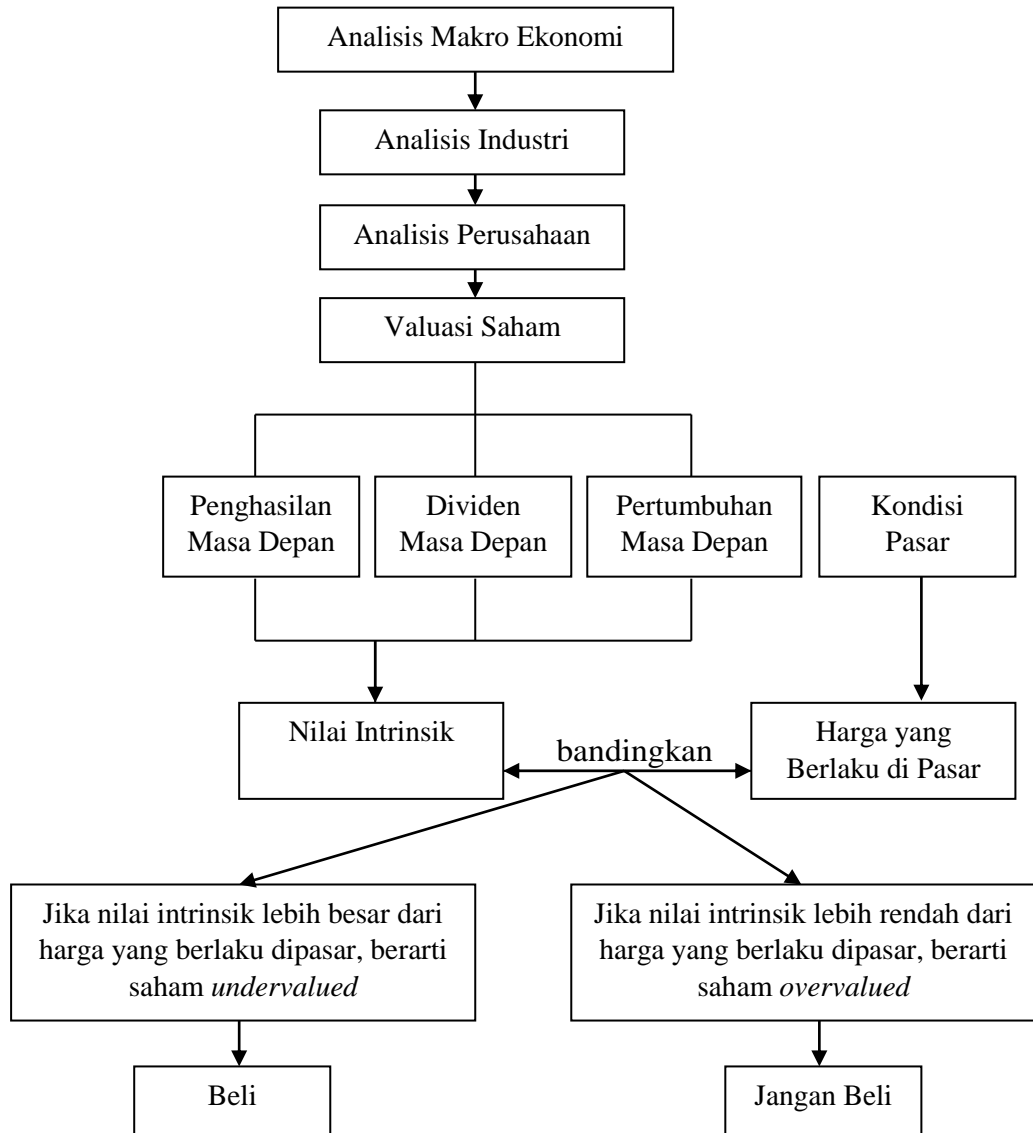 Analisis Makro Ekonomi
Analisis Industri
Analisis Perusahaan
Valuasi Saham
Penghasilan
Masa Depan
Dividen
Masa Depan
Pertumbuhan
Masa Depan
Kondisi
Pasar
Nilai Intrinsik
bandingkan
Harga yang
Berlaku di Pasar
Jika nilai intrinsik lebih besar dari
harga yang berlaku dipasar, berarti
saham undervalued
Jika nilai intrinsik lebih rendah dari
harga yang berlaku dipasar, berarti
saham overvalued
Beli
Jangan Beli